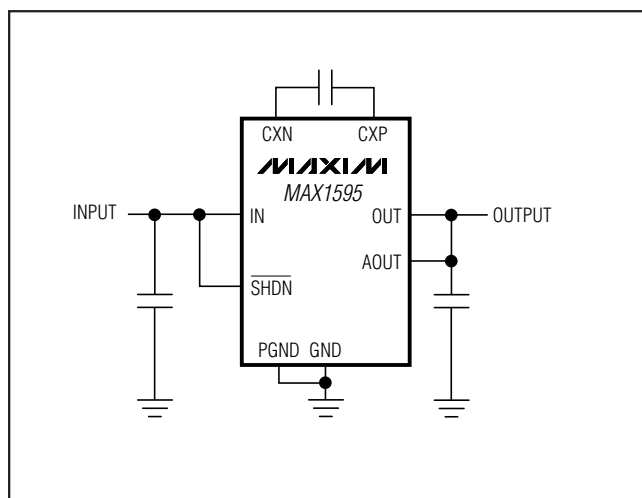 CXN CXP
MAXIM
MAX1595
INPUT IN OUT OUTPUT
AOUT
SHDN
PGND GND